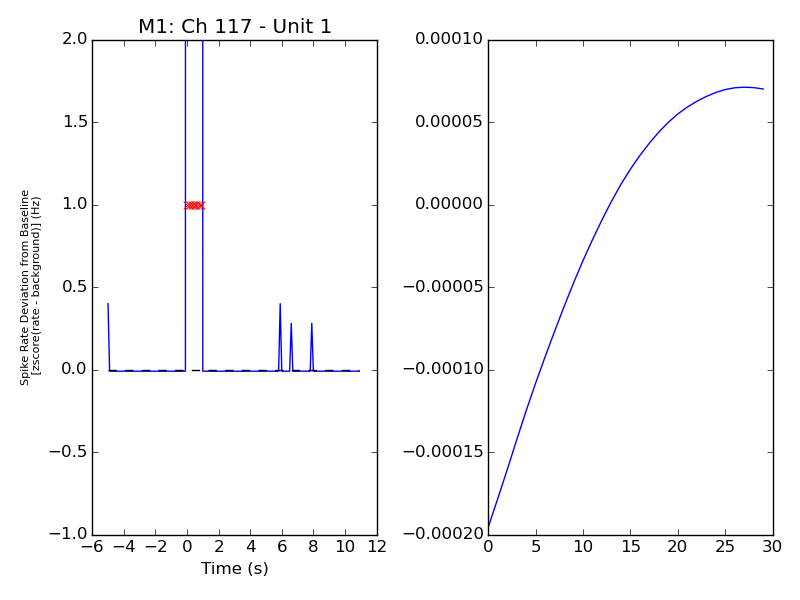 M1: Ch 117 - Unit 1
2.0
1.5
1.0
0.5
0.0
−0.5
−1.0
−6 −4 −2 0 2 4 6 8 10 12
Time (s)
Spike Rate Deviation from Baseline
[zscore(rate - background)] (Hz)
0.00010
0.00005
0.00000
−0.00005
−0.00010
−0.00015
−0.00020
0 5 10 15 20 25 30